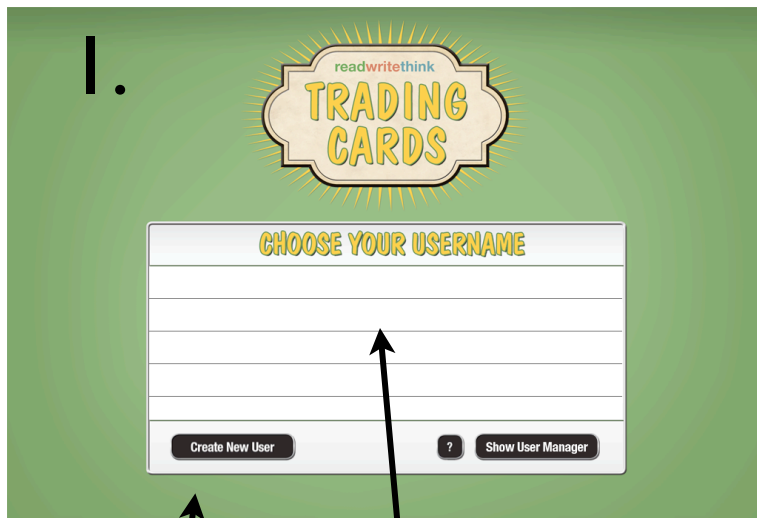 1.
readwritethink
TRADING
CARDS
CHOOSE YOUR USERNAME
Create New User
?
Show User Manager